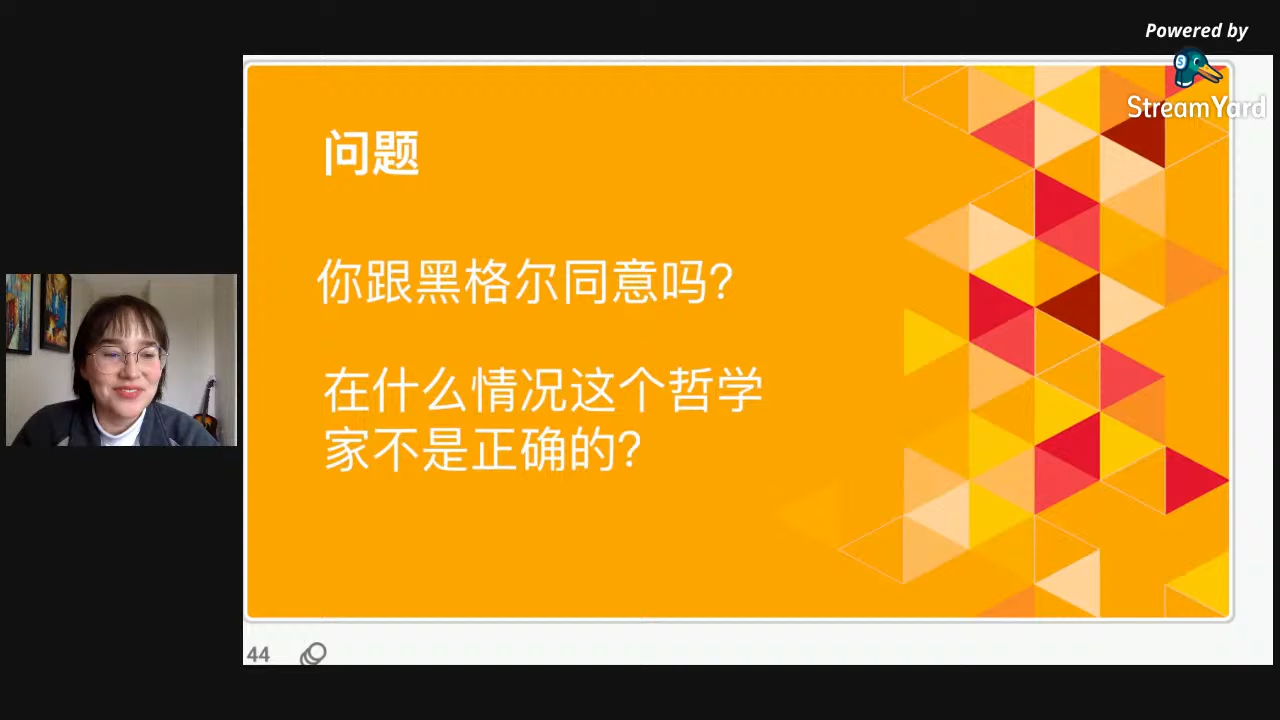 Powered by
StreamYard
问题
你跟黑格尔同意吗?
在什么情况这个哲学
家不是正确的?
44